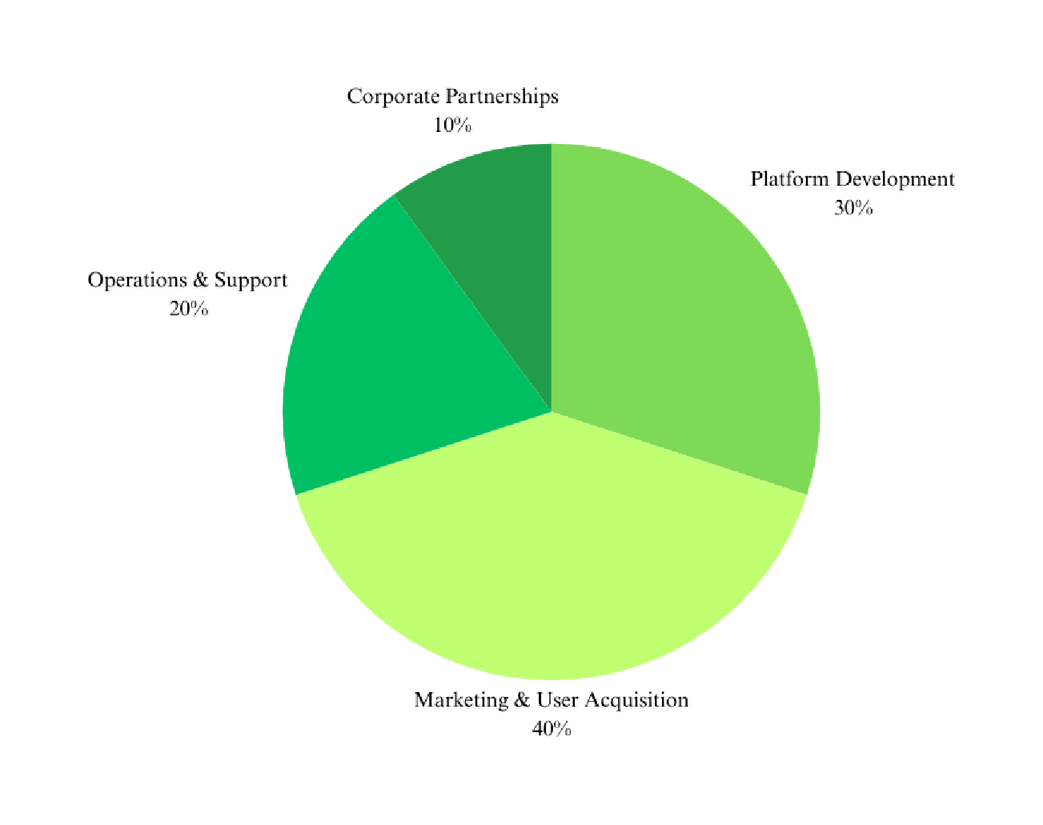 Corporate Partnerships
10%
Platform Development
30%
Operations & Support
20%
Marketing & User Acquisition
40%